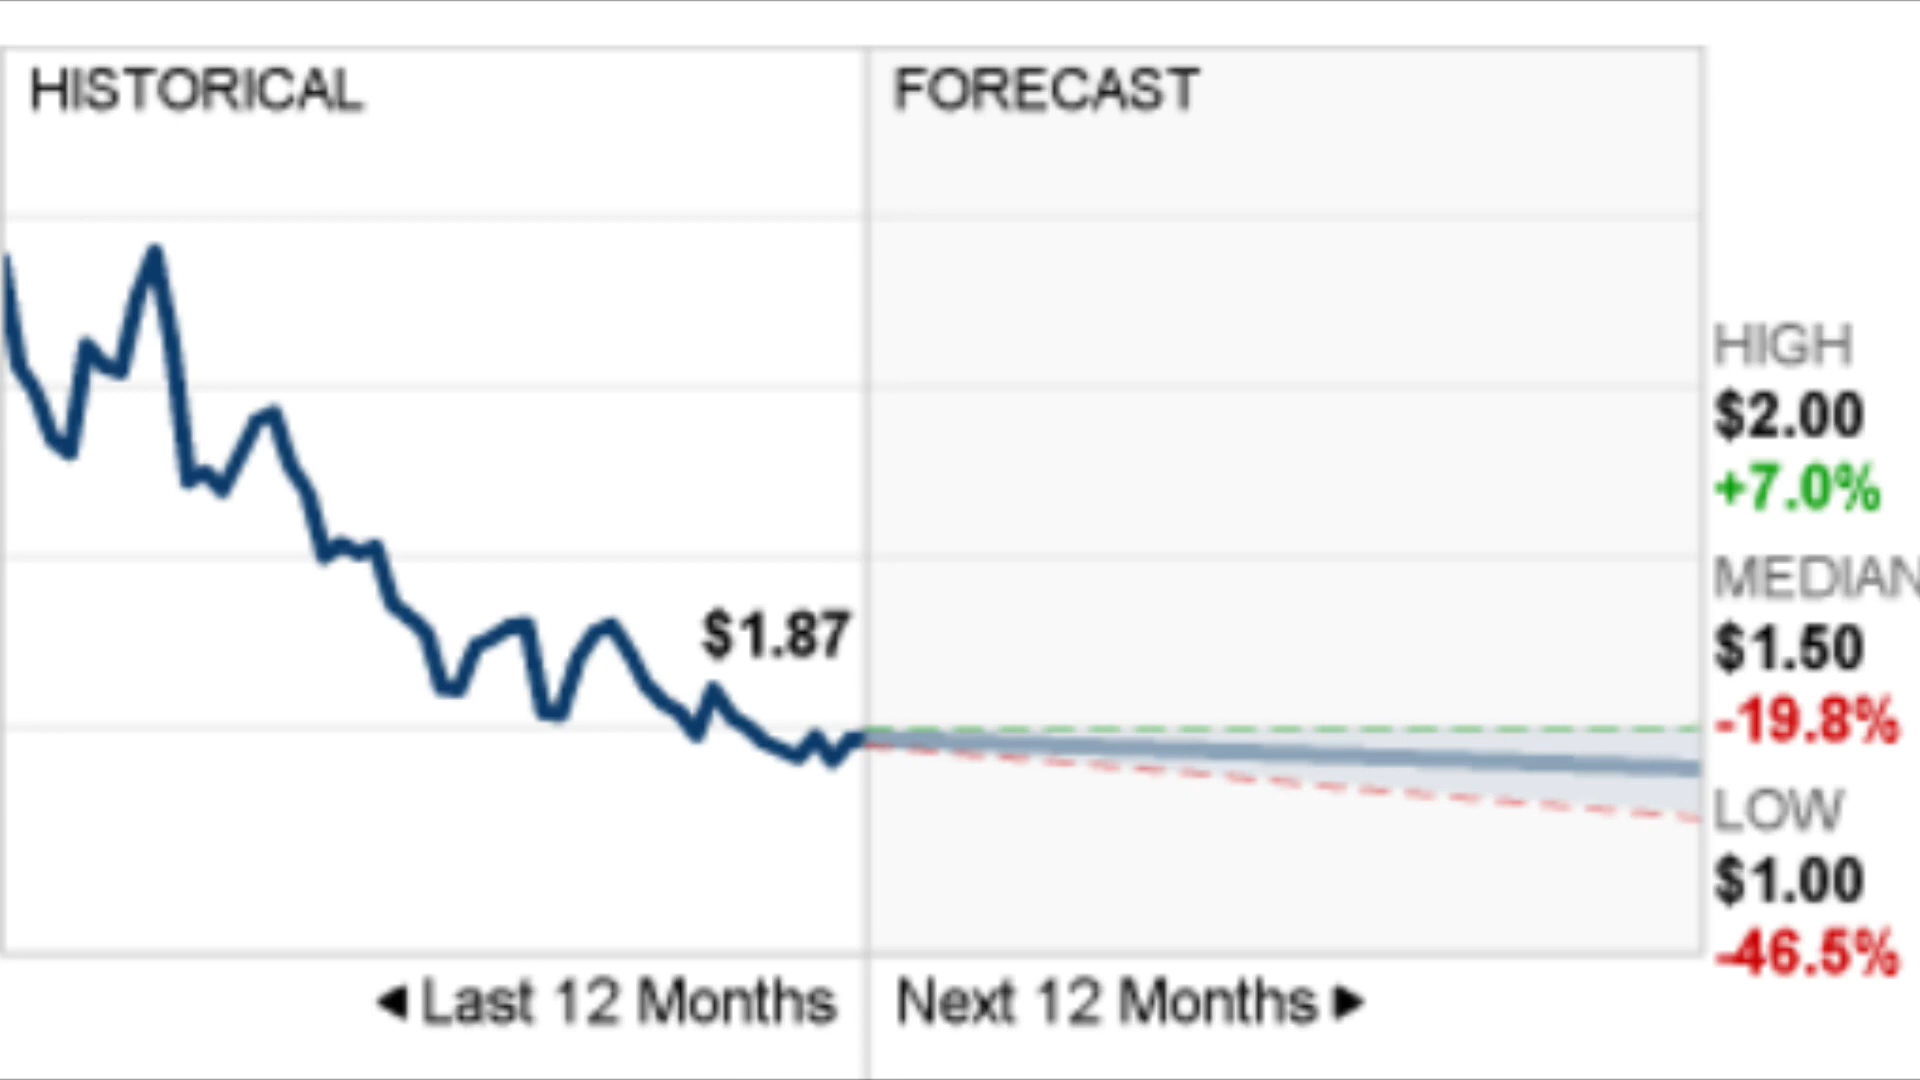 HISTORICAL
FORECAST
$1.87
HIGH
$2.00
+7.0%
MEDIAN
$1.50
-19.8%
LOW
$1.00
-46.5%
◄ Last 12 Months
Next 12 Months ►